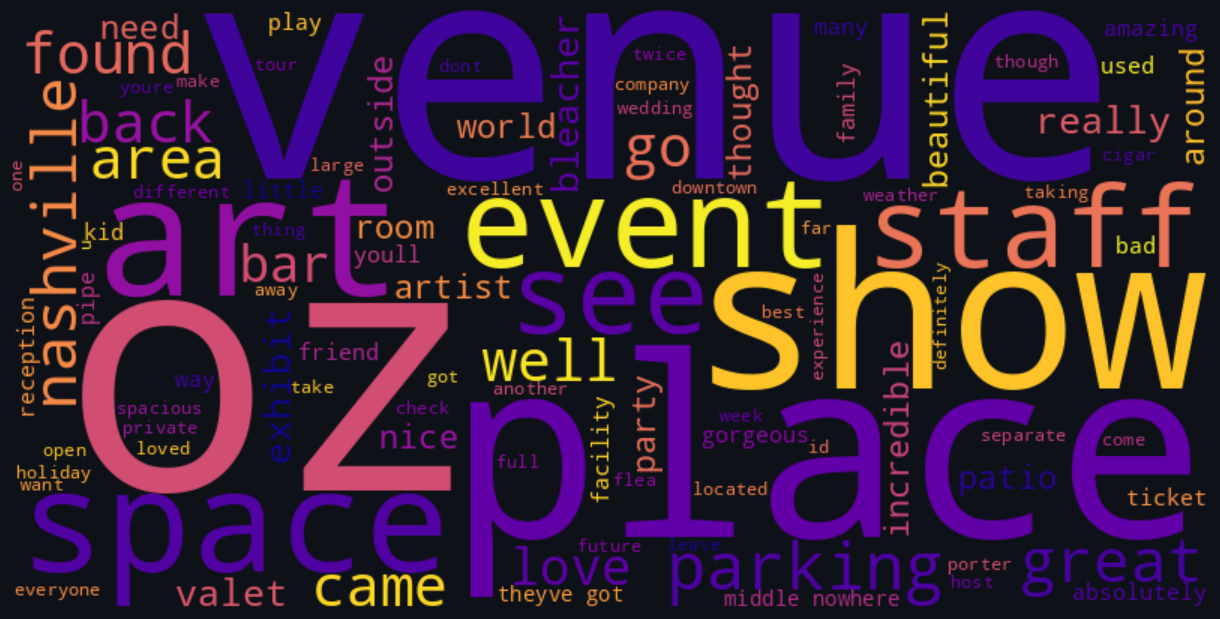 venue
need
play
found
tour
dont
twice
many
amazing
youre
make
company
though
used
back
wedding
world
go
thought
family
beautiful
really
around
nashville
outside
bleacher
area
large
cigar
one
different
little
excellent
downtown
weather
taking
art
event
staff
kid
thing
room
far
bad
bar
youll
pipe
away
artist
see
show
best
experience
definitely
reception
oz
exhibit
friend
well
way
take
got
another
place
spacious
private
loved
check
nice
party
facility
week
gorgeous
id
incredible
separate
come
open
holiday
want
full
flea
located
patio
ticket
space
future
leave
love
parking
porter
host
great
everyone
valet
came
theyve got
middle nowhere
absolutely